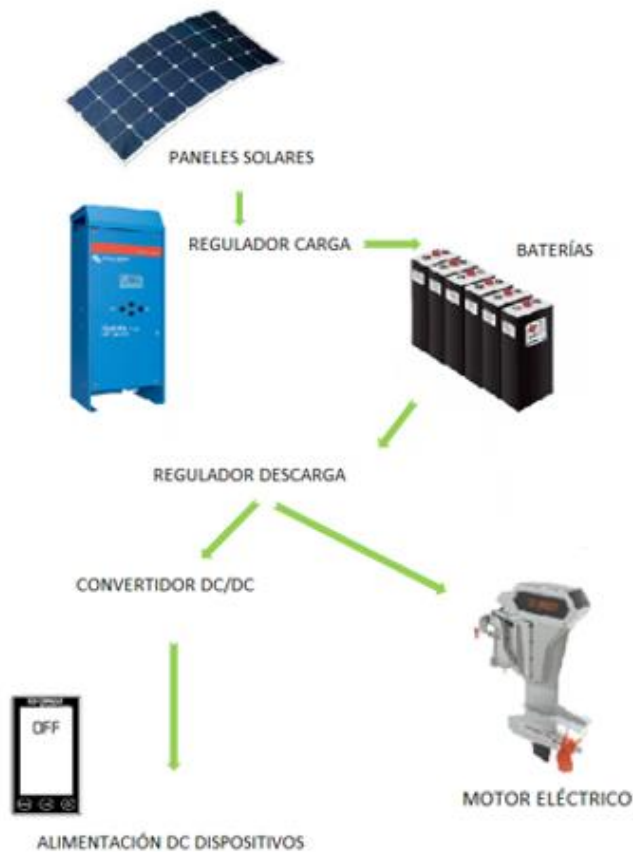 PANELES SOLARES
REGULADOR CARGA
BATERÍAS
REGULADOR DESCARGA
CONVERTIDOR DC/DC
OFF
MOTOR ELÉCTRICO
ALIMENTACIÓN DC DISPOSITIVOS